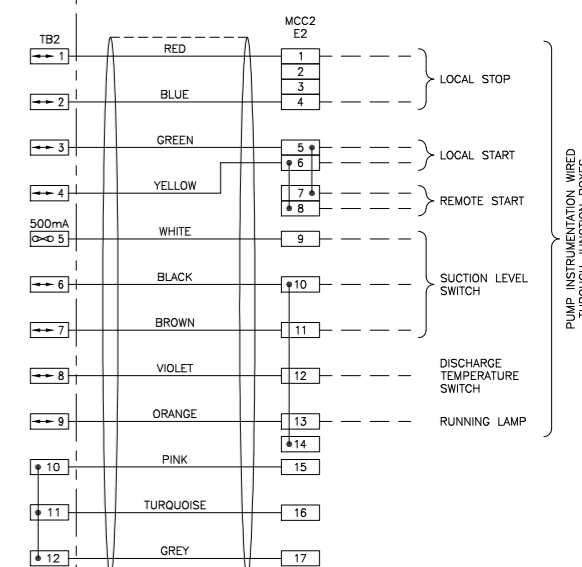 TB2
MCC2
E2
1
RED
1
2
3
2
BLUE
4
LOCAL STOP
3
GREEN
5
6
LOCAL START
4
YELLOW
7
8
REMOTE START
500mA
5
WHITE
9
6
BLACK
10
SUCTION LEVEL
SWITCH
7
BROWN
11
8
VIOLET
12
DISCHARGE
TEMPERATURE
SWITCH
9
ORANGE
13
RUNNING LAMP
14
10
PINK
15
11
TURQUOISE
16
12
GREY
17
PUMP INSTRUMENTATION WIRED
THROUGH JUNCTION BOXES